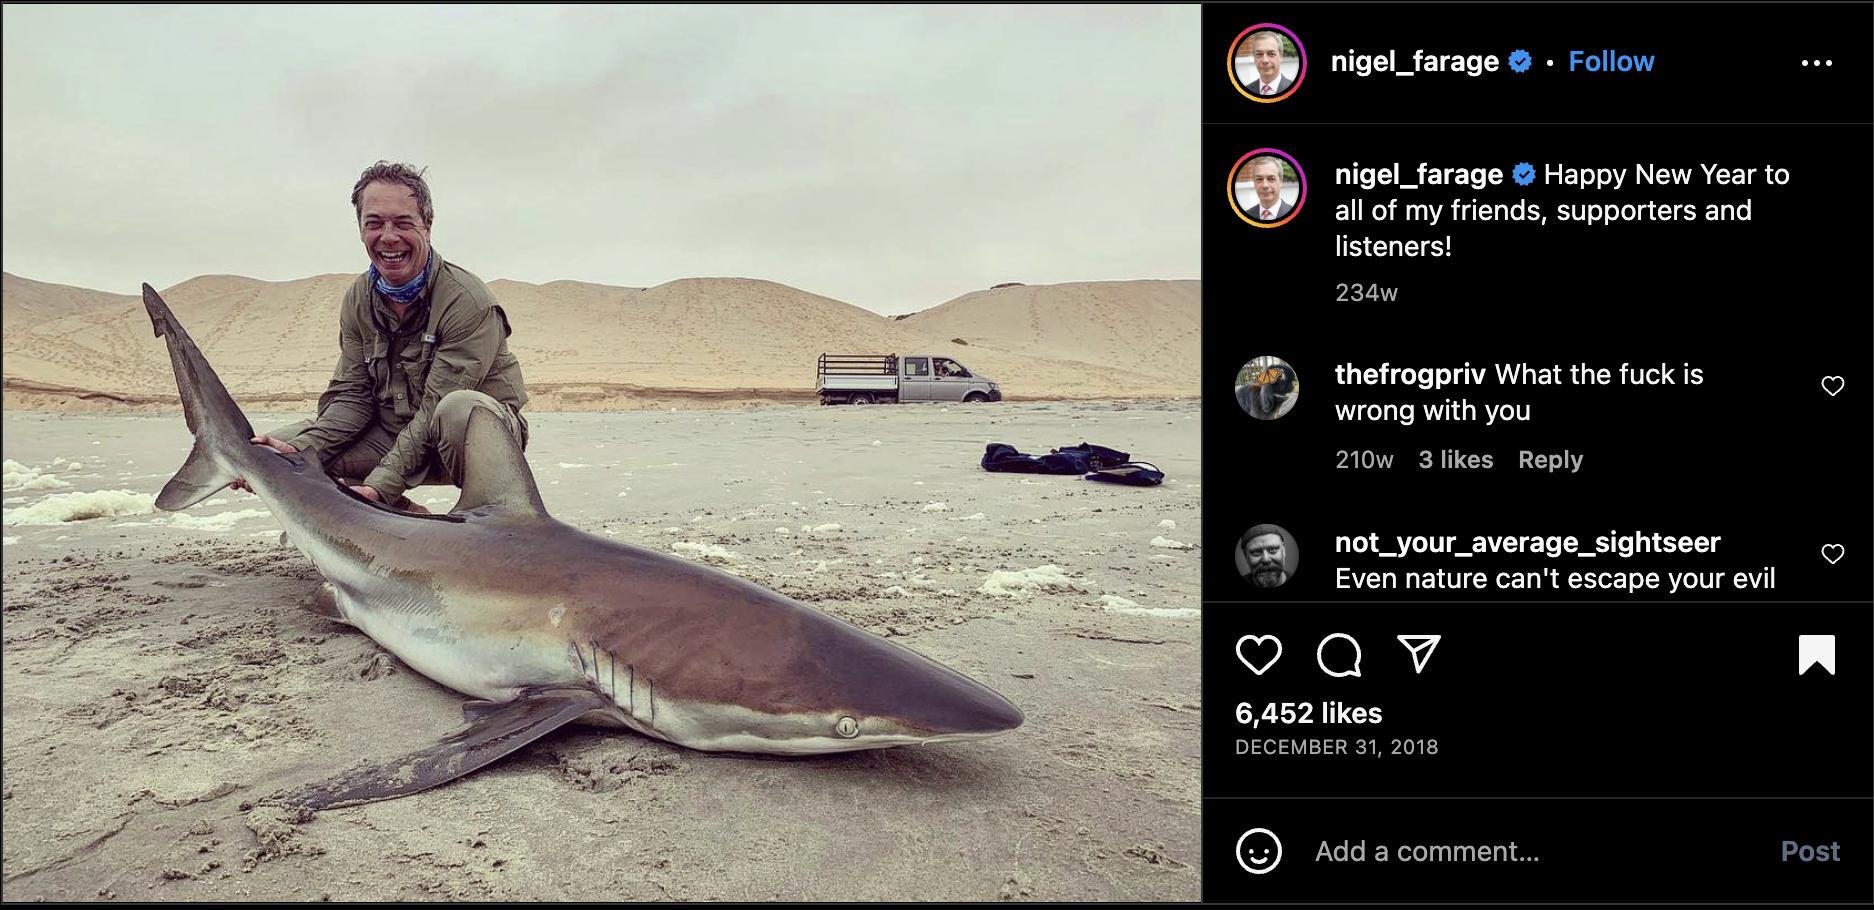 nigel_farage • Follow
nigel_farage Happy New Year to
all of my friends, supporters and
listeners!
234w
thefrogpriv What the fuck is
wrong with you
210w 3 likes Reply
not_your_average_sightseer
Even nature can't escape your evil
6,452 likes
DECEMBER 31, 2018
Add a comment... Post